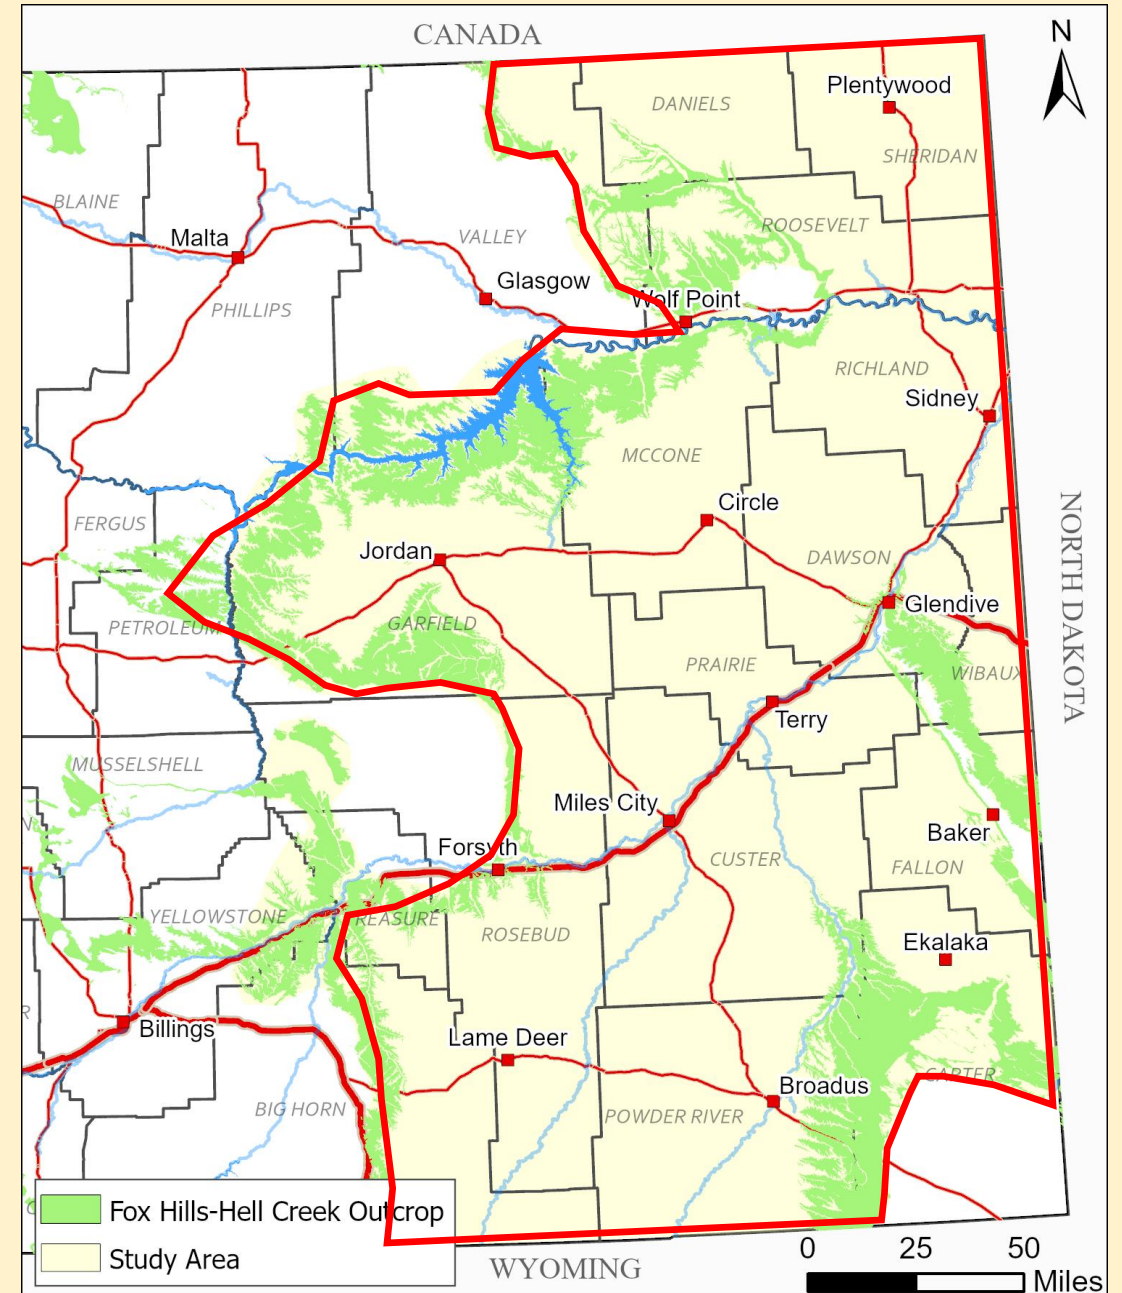 CANADA
N
Plentywood
DANIELS
SHERIDAN
BLAINE
ROOSEVELT
Malta
VALLEY
Glasgow
Wolf Point
PHILLIPS
RICHLAND
Sidney
MCCONE
Circle
FERGUS
Jordan
DAWSON
NORTH DAKOTA
Glendive
PETROLEUM
GARFIELD
PRAIRIE
WIBAUX
Terry
MUSSELSHELL
Miles City
N
Baker
Forsyth
CUSTER
FALLON
YELLOWSTONE
REASURE
ROSEBUD
Ekalaka
R
Billings
Lame Deer
CARTER
Broadus
BIG HORN
POWDER RIVER
Fox Hills-Hell Creek Outcrop
Study Area
WYOMING
0 25 50
Miles